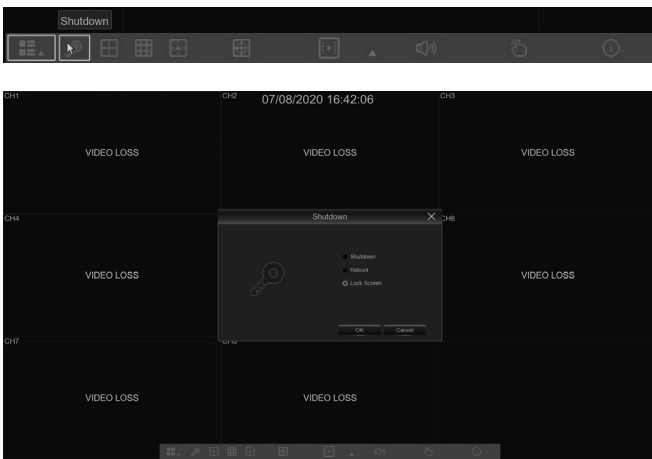 Shutdown
CH1
CH2
07/08/2020 16:42:06
CH3
VIDEO LOSS
VIDEO LOSS
VIDEO LOSS
CH4
Shutdown
CH6
VIDEO LOSS
Shutdown
Reboot
Lock Screen
VIDEO LOSS
OK
Cancel
CH7
VIDEO LOSS
VIDEO LOSS